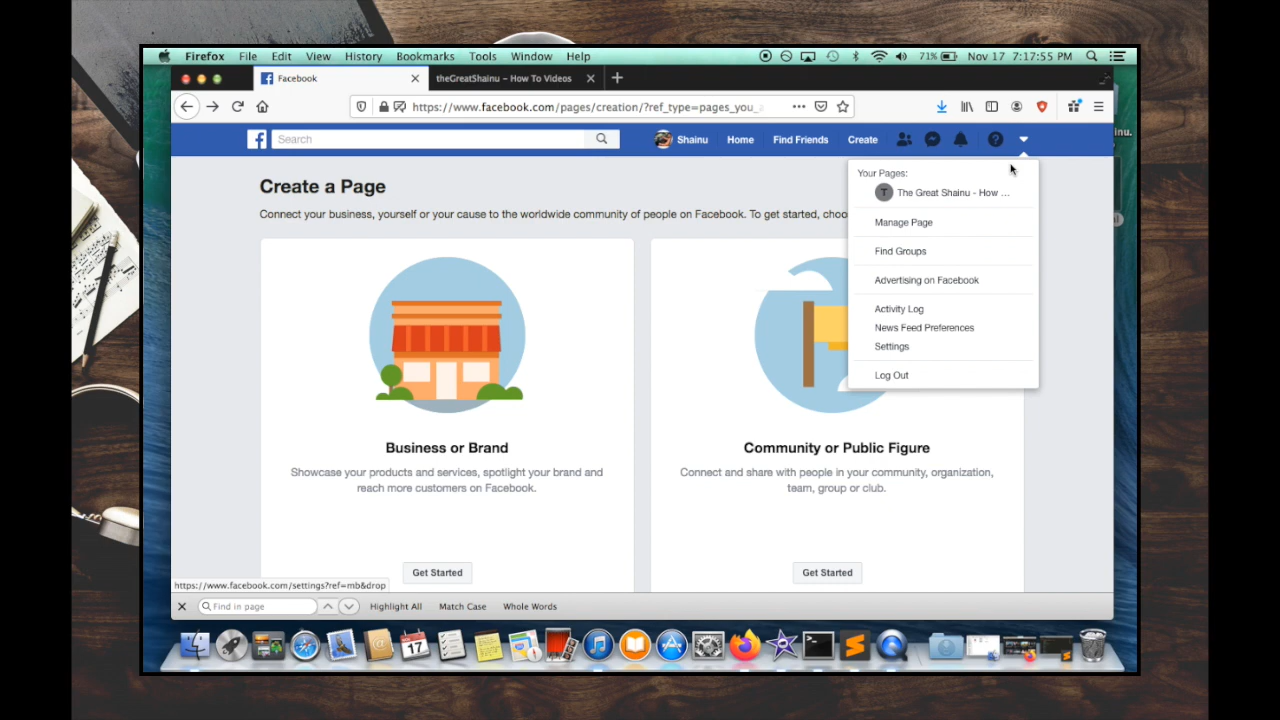 Firefox File Edit View History Bookmarks Tools Window Help 71% Nov 17 7:17:55 PM
Facebook theGreatShainu – How To Videos
https://www.facebook.com/pages/creation/?ref_type=pages_you_
Search Shainu Home Find Friends Create
Create a Page
Connect your business, yourself or your cause to the worldwide community of people on Facebook. To get started, choo
Your Pages:
T The Great Shainu - How ...
Manage Page
Find Groups
Advertising on Facebook
Activity Log
News Feed Preferences
Settings
Log Out
Business or Brand
Showcase your products and services, spotlight your brand and
reach more customers on Facebook.
Get Started
Community or Public Figure
Connect and share with people in your community, organization,
team, group or club.
Get Started
https://www.facebook.com/settings?ref=mb&drop
Find in page Highlight All Match Case Whole Words
17